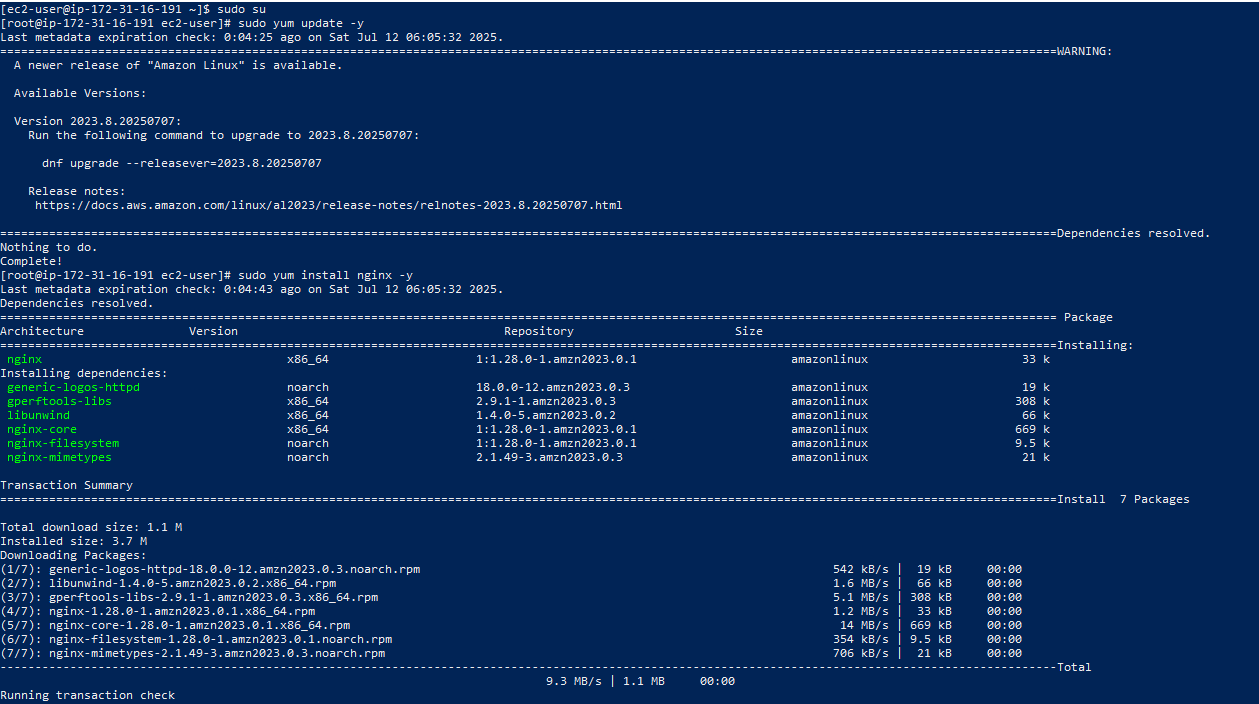 [ec2-user@ip-172-31-16-191 ~]$ sudo su
[root@ip-172-31-16-191 ec2-user]# sudo yum update -y
Last metadata expiration check: 0:04:25 ago on Sat Jul 12 06:05:32 2025.
=======================================================================================================================================================WARNING:
  A newer release of "Amazon Linux" is available.

  Available Versions:

  Version 2023.8.20250707:
    Run the following command to upgrade to 2023.8.20250707:

      dnf upgrade --releasever=2023.8.20250707

    Release notes:
     https://docs.aws.amazon.com/linux/al2023/release-notes/relnotes-2023.8.20250707.html

=======================================================================================================================================================Dependencies resolved.
Nothing to do.
Complete!
[root@ip-172-31-16-191 ec2-user]# sudo yum install nginx -y
Last metadata expiration check: 0:04:43 ago on Sat Jul 12 06:05:32 2025.
Dependencies resolved.
======================================================================================================================================================= Package
Architecture               Version                                      Repository                       Size
=======================================================================================================================================================Installing:
 nginx                                   x86_64                     1:1.28.0-1.amzn2023.0.1                      amazonlinux                      33 k
Installing dependencies:
 generic-logos-httpd                     noarch                     18.0.0-12.amzn2023.0.3                       amazonlinux                      19 k
 gperftools-libs                         x86_64                     2.9.1-1.amzn2023.0.3                         amazonlinux                     308 k
 libunwind                               x86_64                     1.4.0-5.amzn2023.0.2                         amazonlinux                      66 k
 nginx-core                              x86_64                     1:1.28.0-1.amzn2023.0.1                      amazonlinux                     669 k
 nginx-filesystem                        noarch                     1:1.28.0-1.amzn2023.0.1                      amazonlinux                     9.5 k
 nginx-mimetypes                         noarch                     2.1.49-3.amzn2023.0.3                        amazonlinux                      21 k

Transaction Summary
=======================================================================================================================================================Install  7 Packages

Total download size: 1.1 M
Installed size: 3.7 M
Downloading Packages:
(1/7): generic-logos-httpd-18.0.0-12.amzn2023.0.3.noarch.rpm                                                           542 kB/s |  19 kB     00:00
(2/7): libunwind-1.4.0-5.amzn2023.0.2.x86_64.rpm                                                                       1.6 MB/s |  66 kB     00:00
(3/7): gperftools-libs-2.9.1-1.amzn2023.0.3.x86_64.rpm                                                                 5.1 MB/s | 308 kB     00:00
(4/7): nginx-1.28.0-1.amzn2023.0.1.x86_64.rpm                                                                          1.2 MB/s |  33 kB     00:00
(5/7): nginx-core-1.28.0-1.amzn2023.0.1.x86_64.rpm                                                                      14 MB/s | 669 kB     00:00
(6/7): nginx-filesystem-1.28.0-1.amzn2023.0.1.noarch.rpm                                                               354 kB/s | 9.5 kB     00:00
(7/7): nginx-mimetypes-2.1.49-3.amzn2023.0.3.noarch.rpm                                                                706 kB/s |  21 kB     00:00
-------------------------------------------------------------------------------------------------------------------------------------------------------Total
                                                                              9.3 MB/s | 1.1 MB     00:00
Running transaction check